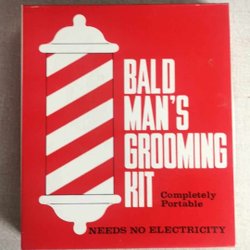 BALD
MAN'S
GROOMING
KIT
Completely
Portable
NEEDS NO ELECTRICITY